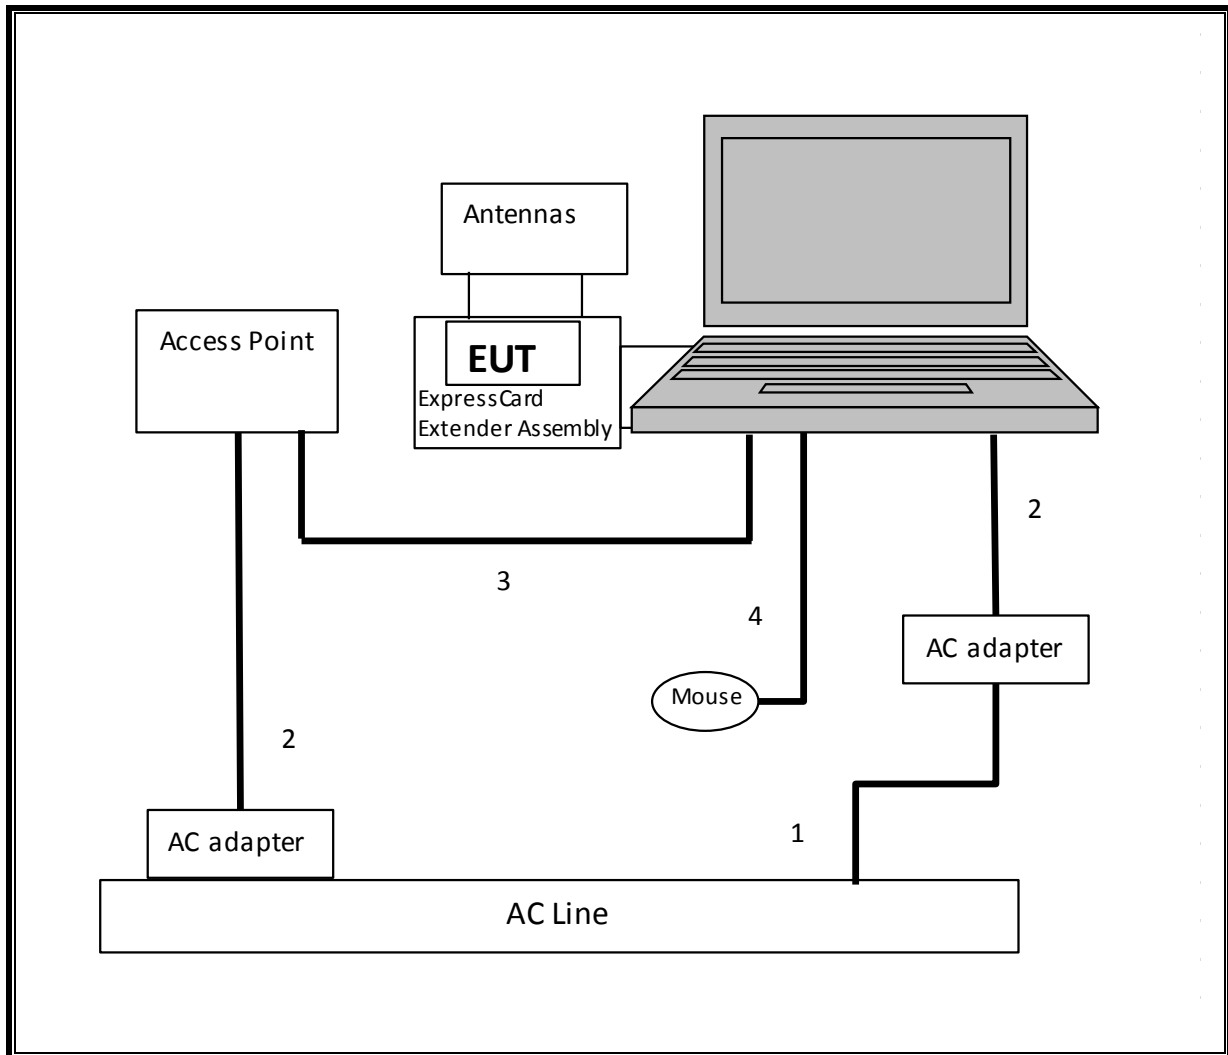 Antennas
Access Point
EUT
ExpressCard
Extender Assembly
2
3
4
AC adapter
Mouse
2
1
AC adapter
AC Line